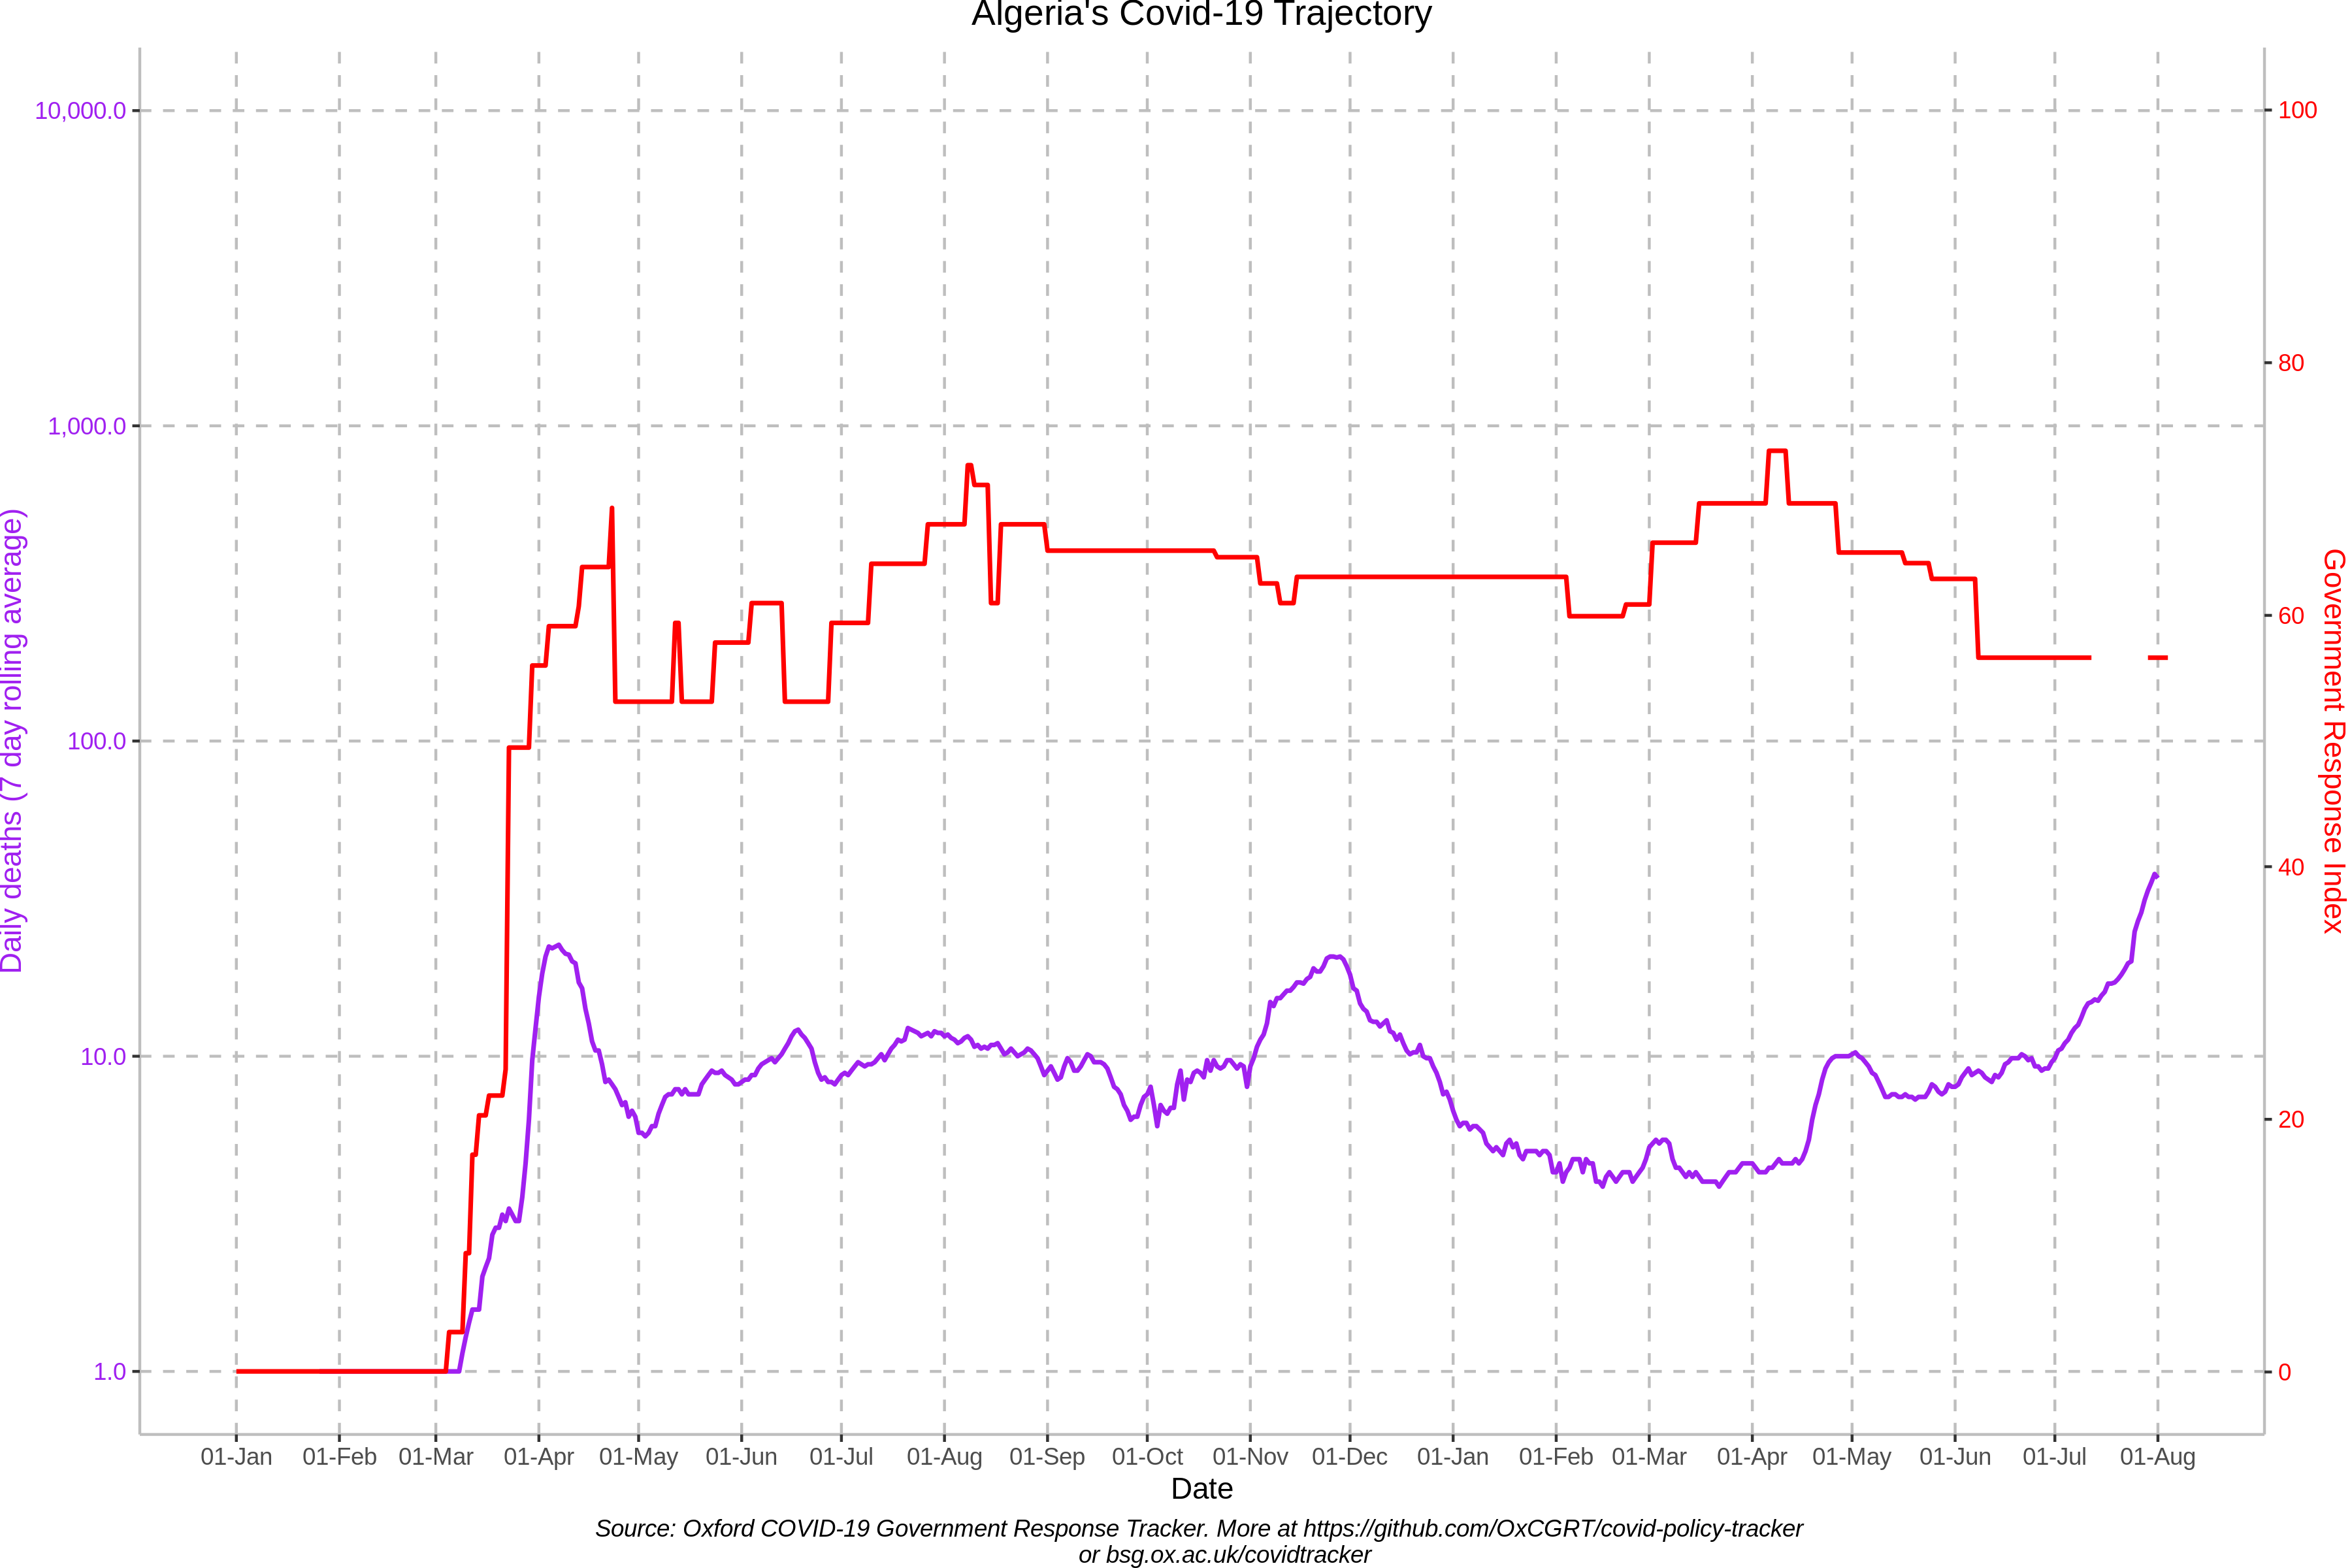 Algeria's Covid-19 Trajectory
10,000.0
1,000.0
100.0
10.0
1.0
Daily deaths (7 day rolling average)
100
80
60
40
20
0
Government Response Index
01-Jan 01-Feb 01-Mar 01-Apr 01-May 01-Jun 01-Jul 01-Aug 01-Sep 01-Oct 01-Nov 01-Dec 01-Jan 01-Feb 01-Mar 01-Apr 01-May 01-Jun 01-Jul 01-Aug
Date
Source: Oxford COVID-19 Government Response Tracker. More at https://github.com/OxCGRT/covid-policy-tracker
or bsg.ox.ac.uk/covidtracker